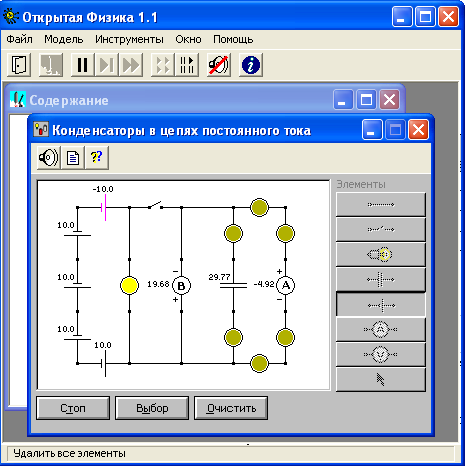 Открытая Физика 1.1
Файл Модель Инструменты Окно Помощь
Содержание
Конденсаторы в цепях постоянного тока
Элементы
-10.0
10.0
10.0
19.68 В
29.77
-4.92 А
10.0
10.0
А
V
Стоп Выбор Очистить
Удалить все элементы